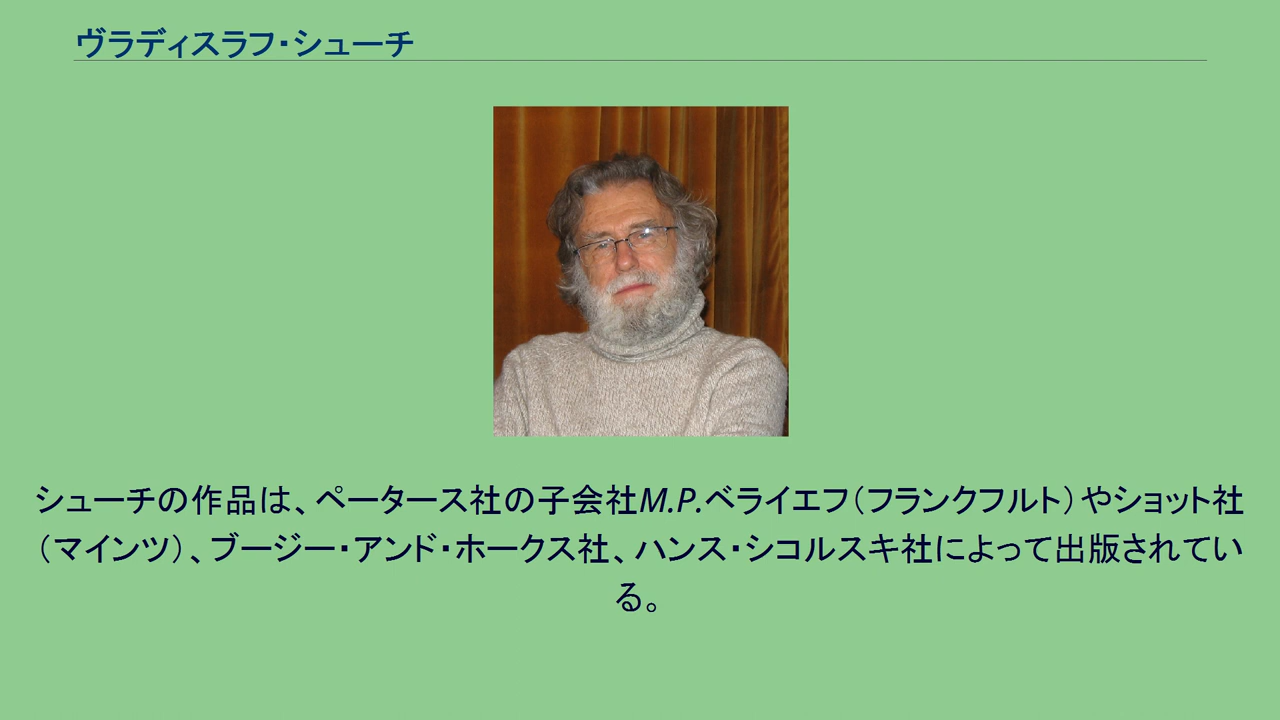 ヴラディスラフ・シューチ
シューチの作品は、ペータース社の子会社M.P.ベライエフ（フランクフルト）やショット社
（マインツ）、ブージー・アンド・ホークス社、ハンス・シコルスキ社によって出版されてい
る。